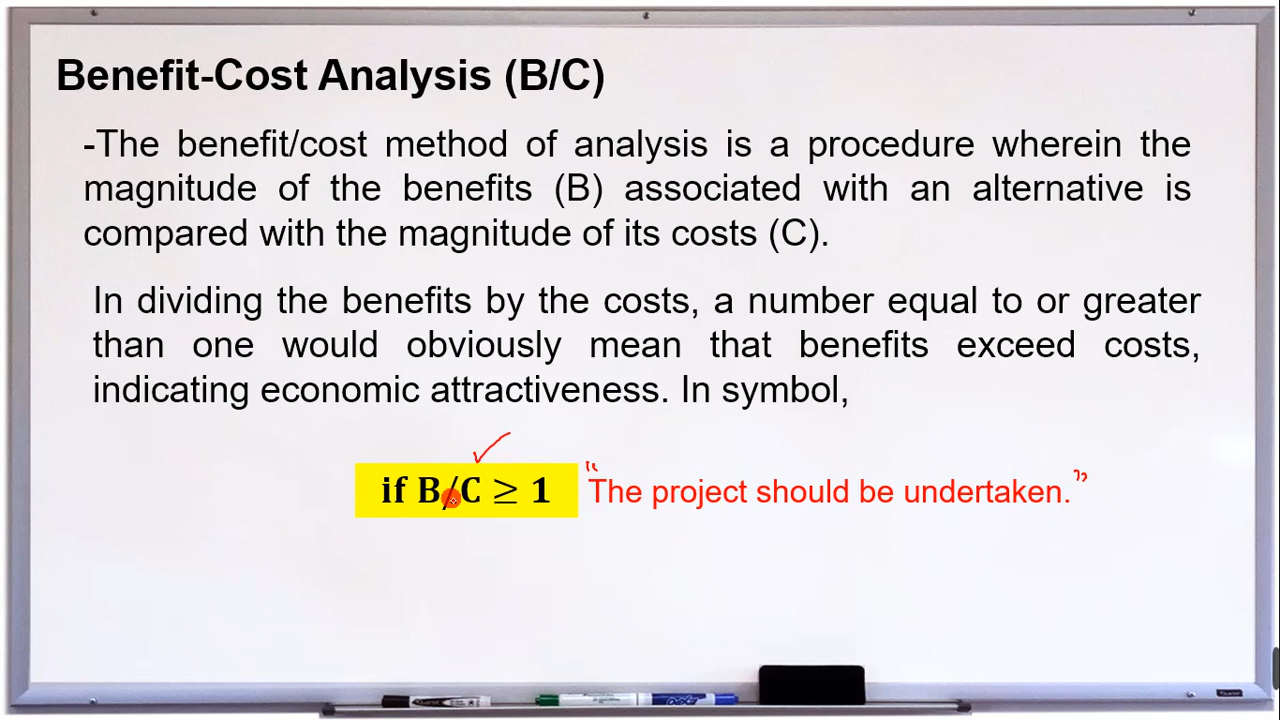 Benefit-Cost Analysis (B/C)
-The benefit/cost method of analysis is a procedure wherein the
magnitude of the benefits (B) associated with an alternative is
compared with the magnitude of its costs (C).
In dividing the benefits by the costs, a number equal to or greater
than one would obviously mean that benefits exceed costs,
indicating economic attractiveness. In symbol,
if B/C ≥ 1 "The project should be undertaken."